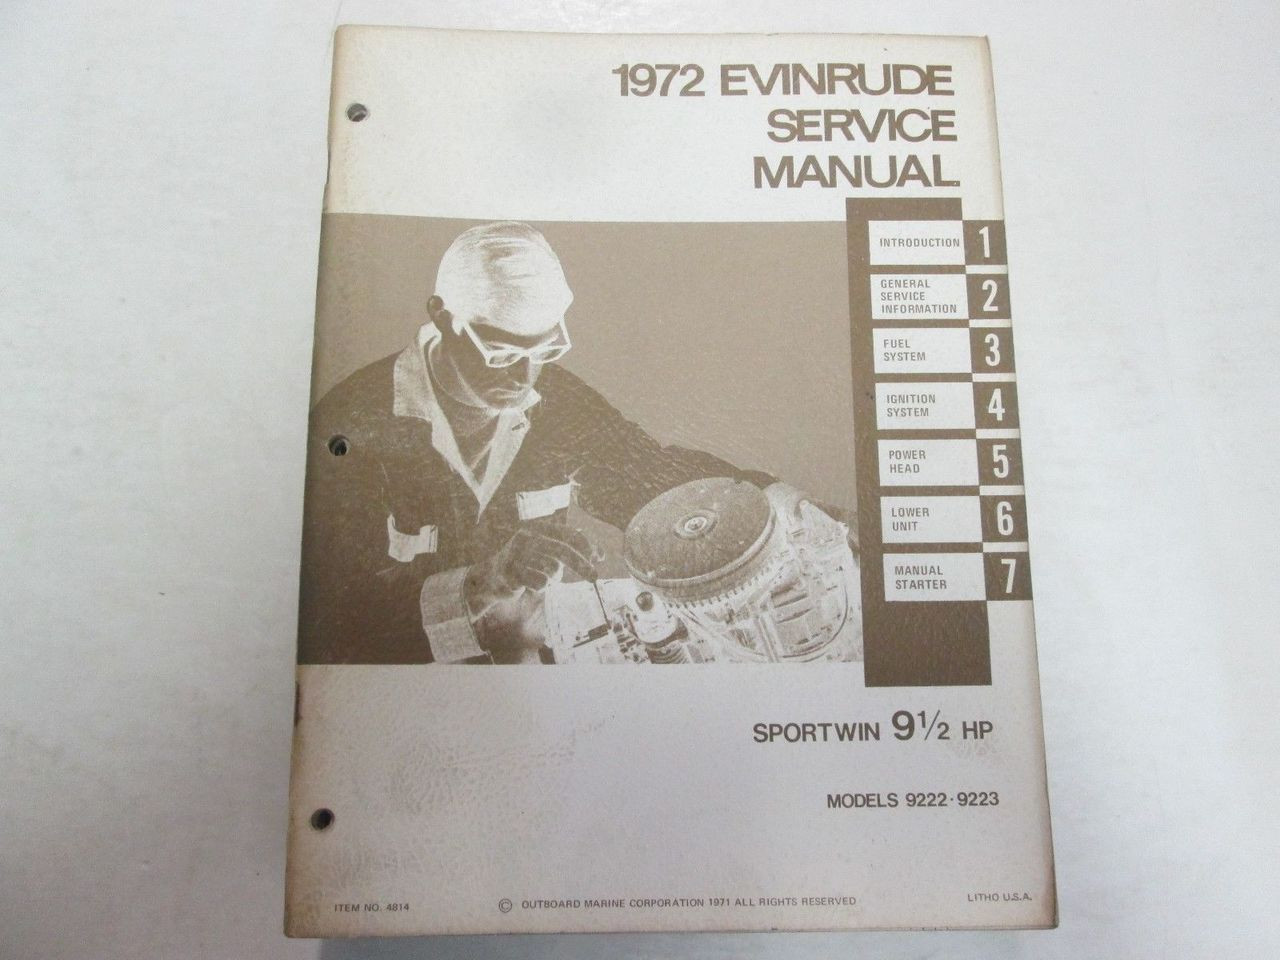 1972 EVINRUDE
SERVICE
MANUAL
INTRODUCTION 1
GENERAL
SERVICE
INFORMATION
2
FUEL
SYSTEM
3
IGNITION
SYSTEM
4
POWER
HEAD
5
LOWER
UNIT
6
MANUAL
STARTER
7
SPORTWIN 9 1/2 HP
MODELS 9222·9223
ITEM NO. 4814
© OUTBOARD MARINE CORPORATION 1971 ALL RIGHTS RESERVED
LITHO U.S.A.